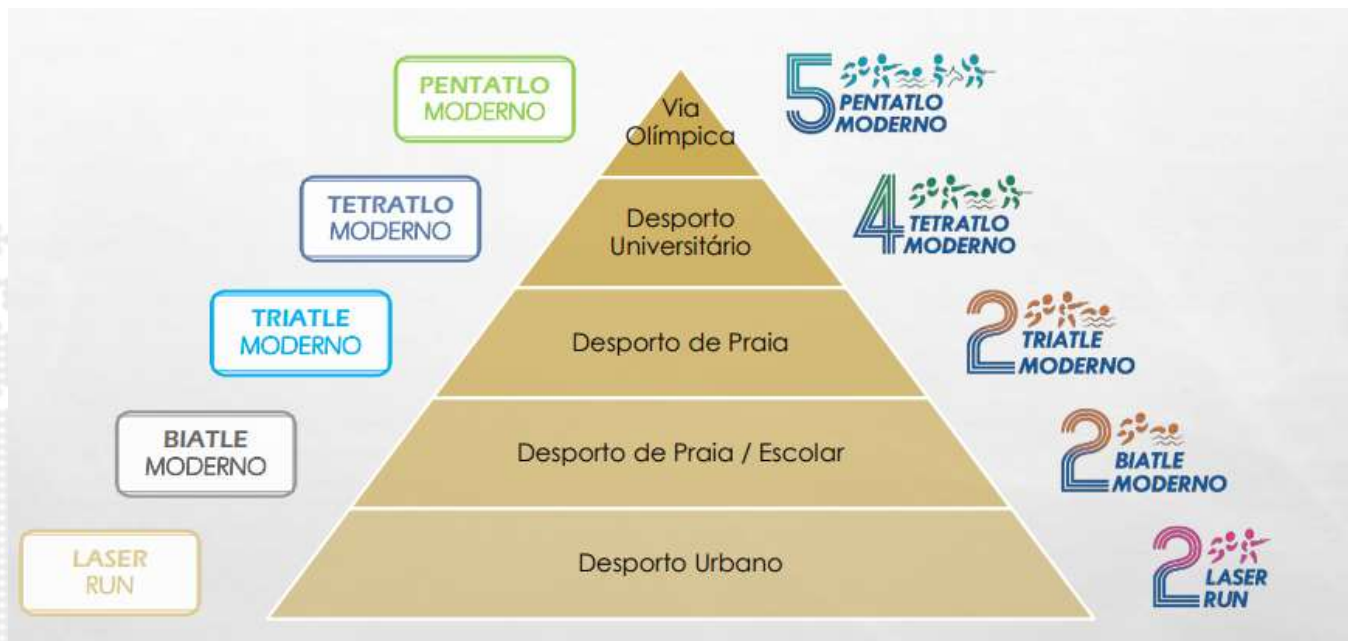 PENTATLO
MODERNO
Via
Olímpica
5 PENTATLO
MODERNO
TETRATLO
MODERNO
Desporto
Universitário
4 TETRATLO
MODERNO
TRIATLE
MODERNO
Desporto de Praia
2 TRIATLE
MODERNO
BIATLE
MODERNO
Desporto de Praia / Escolar
2 BIATLE
MODERNO
LASER
RUN
Desporto Urbano
2 LASER
RUN